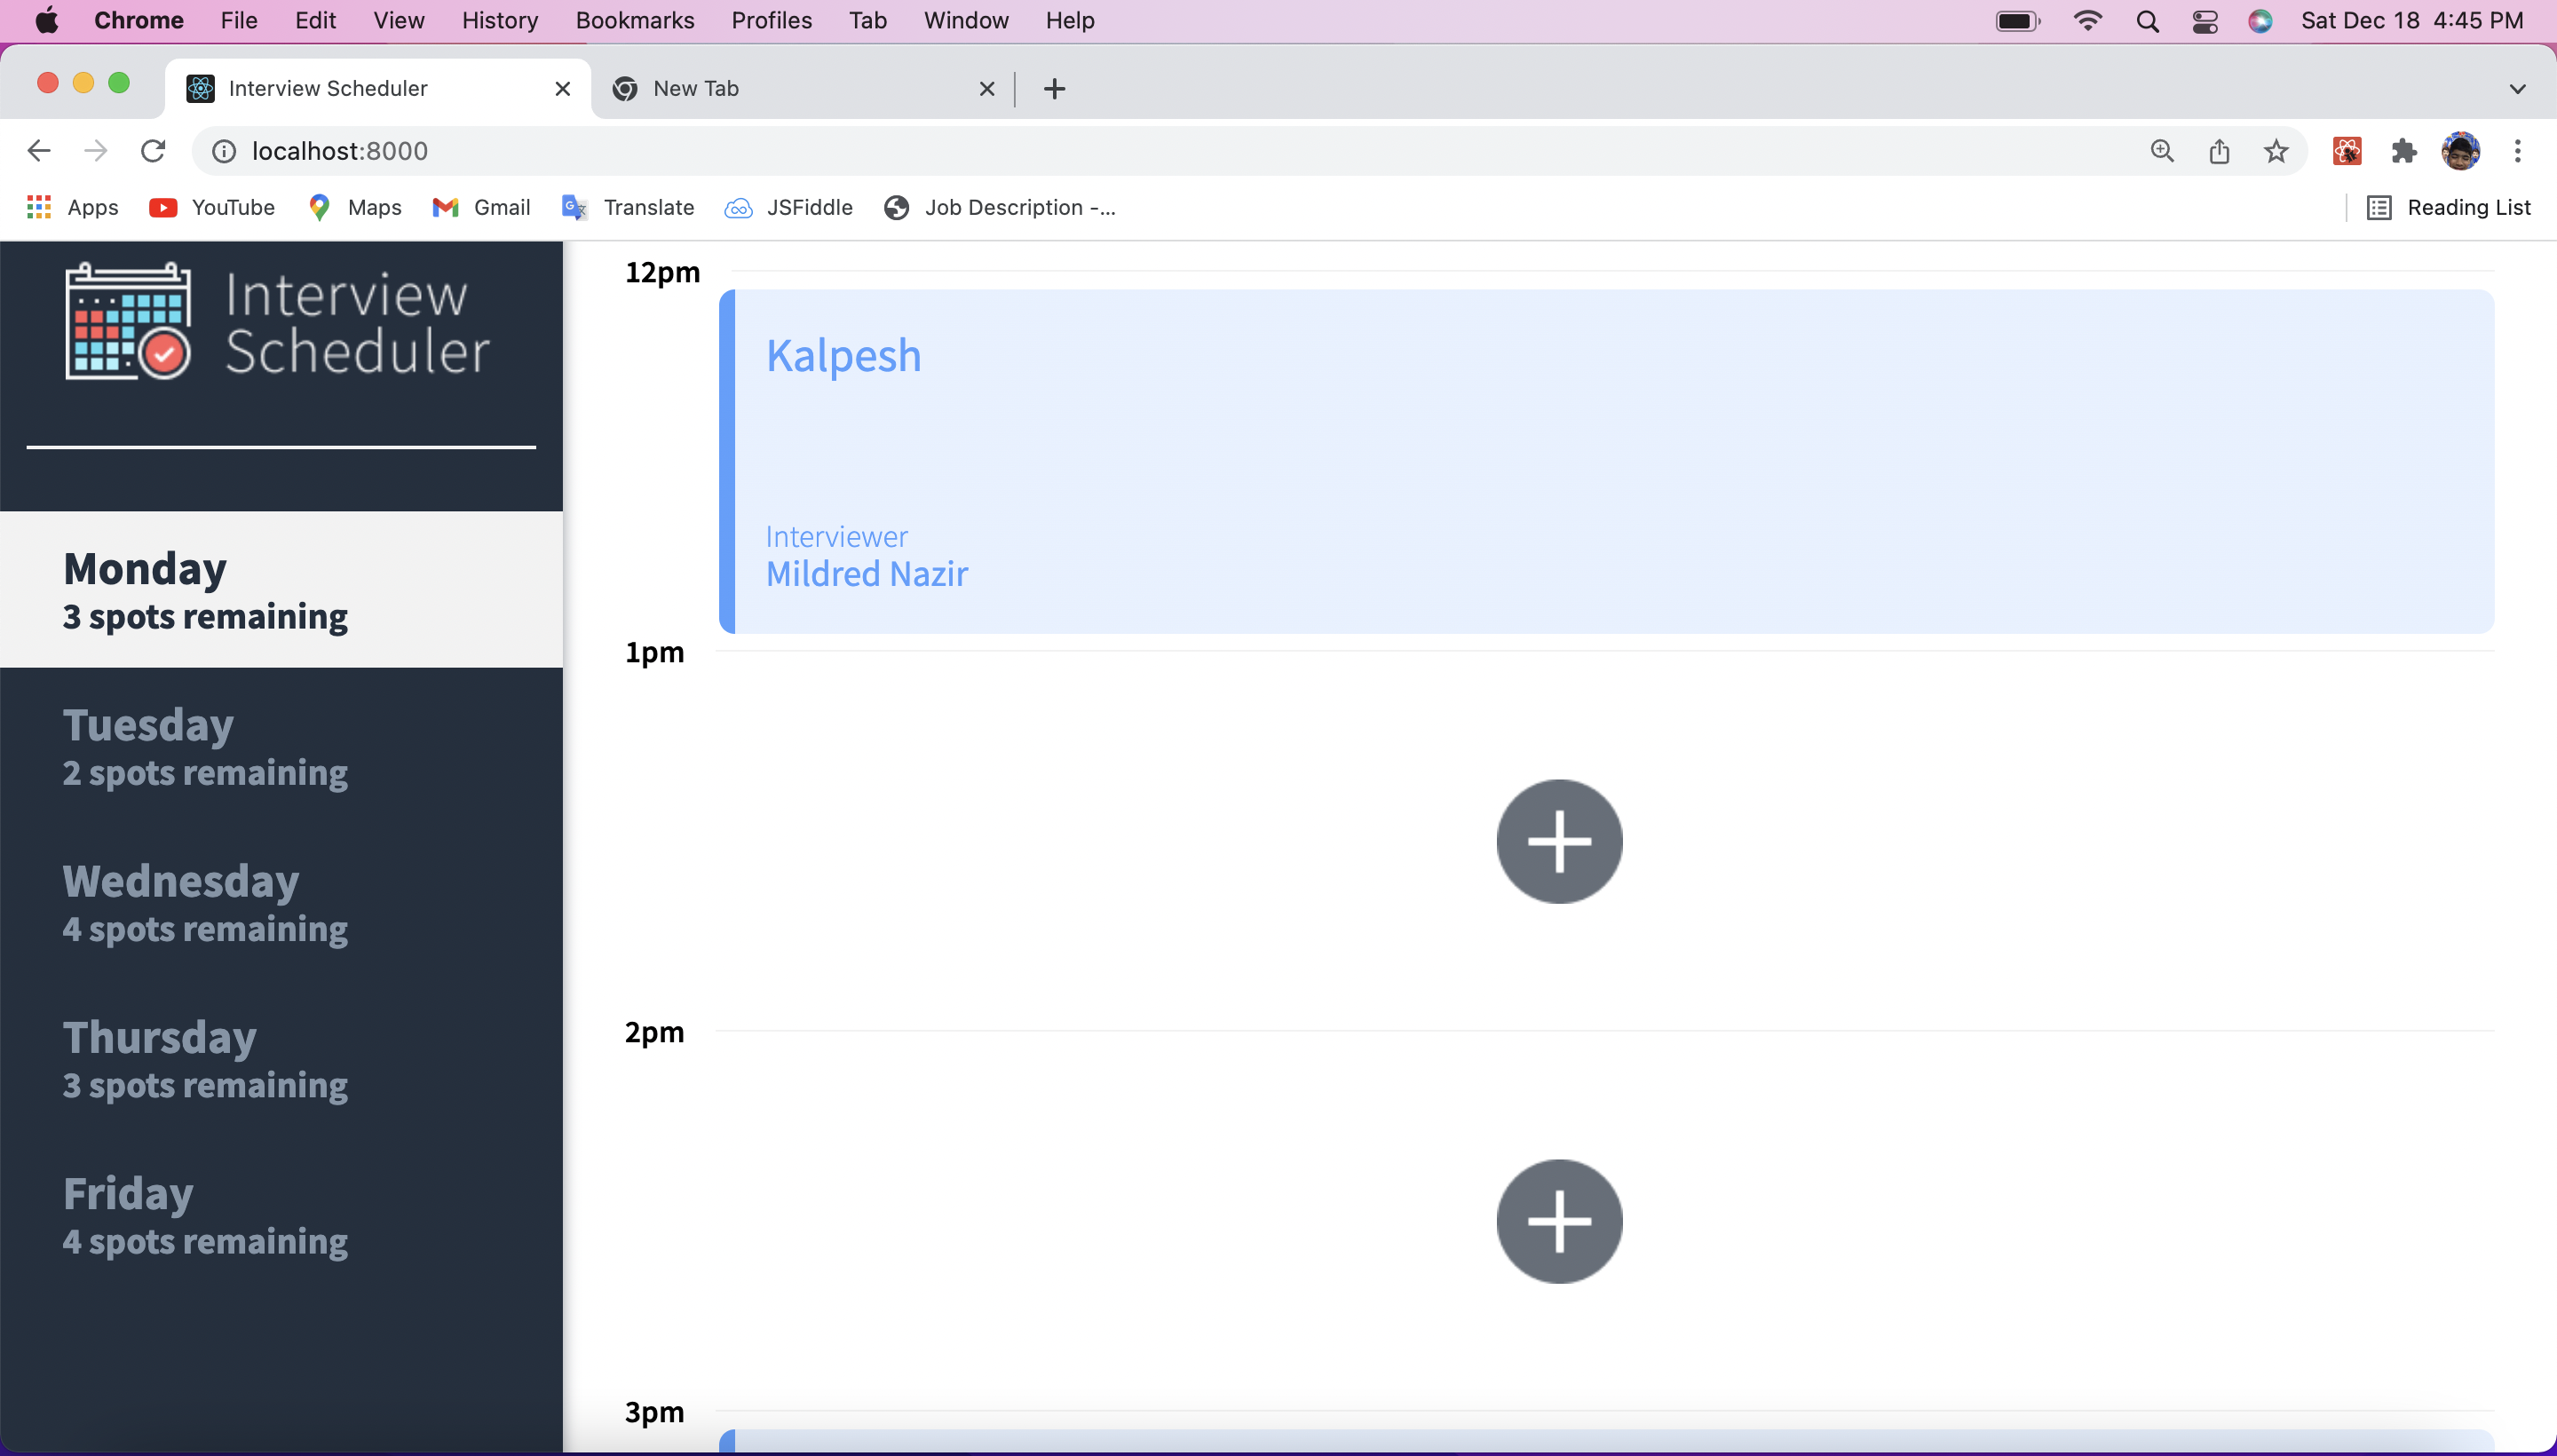 Chrome File Edit View History Bookmarks Profiles Tab Window Help Sat Dec 18 4:45 PM
Interview Scheduler New Tab
localhost:8000
Apps YouTube Maps Gmail Translate JSFiddle Job Description -... Reading List
Interview
Scheduler
Monday
3 spots remaining
Tuesday
2 spots remaining
Wednesday
4 spots remaining
Thursday
3 spots remaining
Friday
4 spots remaining
12pm
Kalpesh
Interviewer
Mildred Nazir
1pm
2pm
3pm